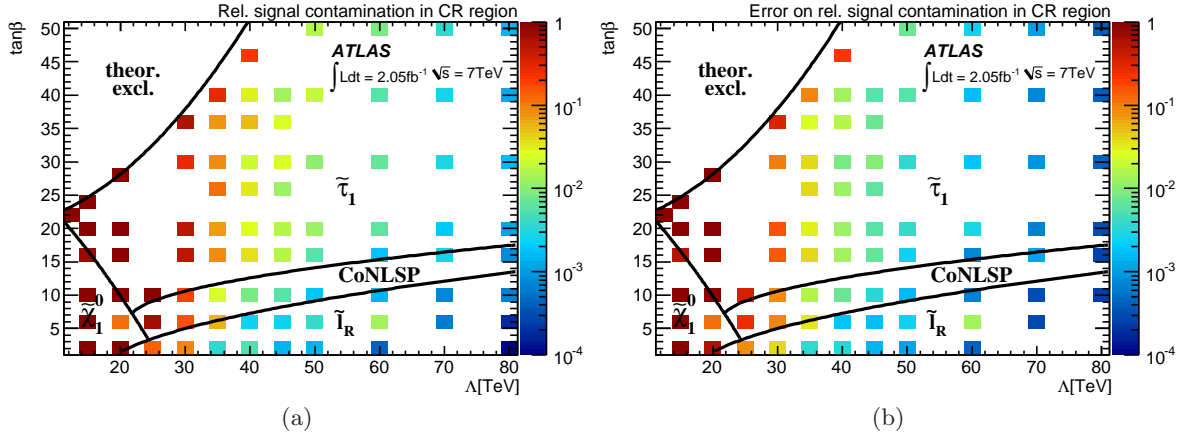 Rel. signal contamination in CR region
tanβ
50
45
40
35
30
25
20
15
10
5
theor.
excl.
ATLAS
∫Ldt = 2.05fb⁻¹ √s = 7TeV
τ̃₁
CoNLSP
χ̃₁⁰
l̃_R
20 30 40 50 60 70 80
Λ[TeV]
1
10⁻¹
10⁻²
10⁻³
10⁻⁴
(a)
Error on rel. signal contamination in CR region
tanβ
50
45
40
35
30
25
20
15
10
5
theor.
excl.
ATLAS
∫Ldt = 2.05fb⁻¹ √s = 7TeV
τ̃₁
CoNLSP
χ̃₁⁰
l̃_R
20 30 40 50 60 70 80
Λ[TeV]
1
10⁻¹
10⁻²
10⁻³
10⁻⁴
(b)